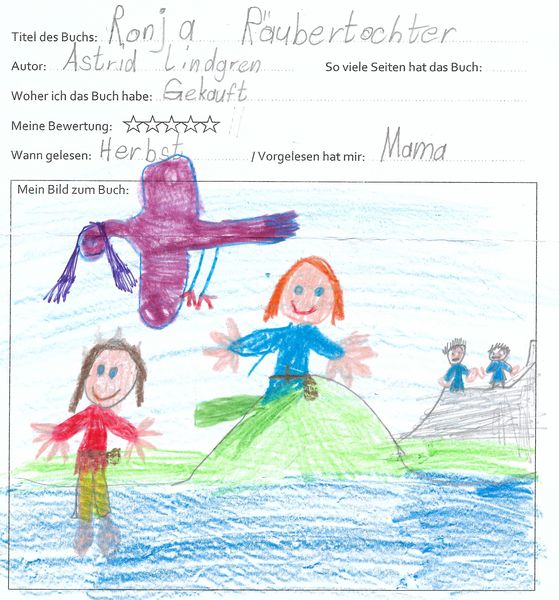 Titel des Buchs: Ronja Räubertochter
Autor: Astrid Lindgren So viele Seiten hat das Buch:
Woher ich das Buch habe: Gekauft
Meine Bewertung: ☆☆☆☆☆ !!
Wann gelesen: Herbst / Vorgelesen hat mir: Mama
Mein Bild zum Buch: